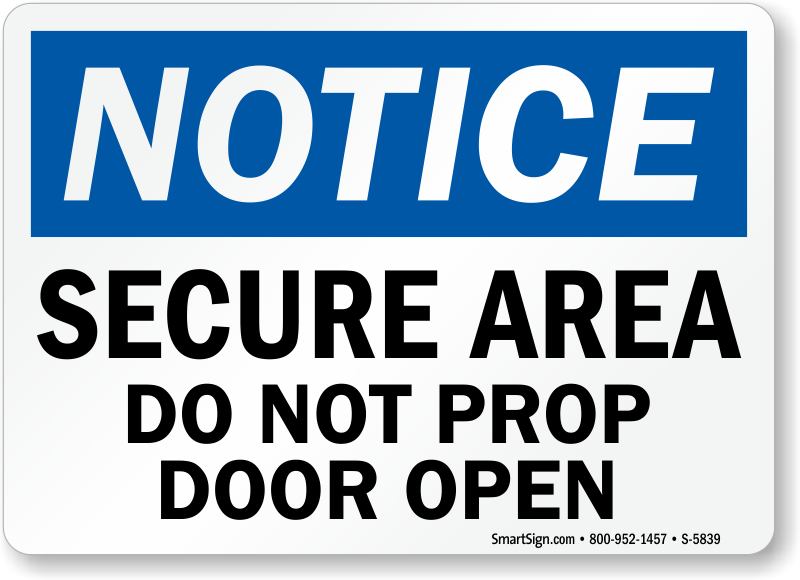 NOTICE
SECURE AREA
DO NOT PROP
DOOR OPEN
SmartSign.com • 800-952-1457 • S-5839